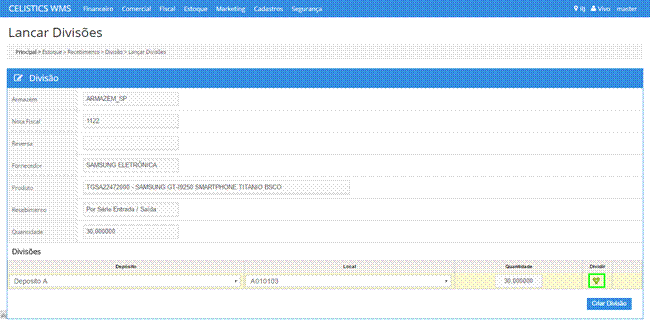 CELISTICS WMS Financeiro Comercial Fiscal Estoque Marketing Cadastros Segurança Vivo master
Lancar Divisões
Principal > Estoque > Recebimento > Divisão > Lançar Divisões
Divisão
Armazem ARMAZEM_SP
Nota Fiscal 1122
Reversa
Fornecedor SAMSUNG ELETRÔNICA
Produto TGSA22472000 - SAMSUNG GT-I9250 SMARTPHONE TITANIO BSCO
Recebimento Por Série Entrada / Saída
Quantidade 30.000000
Divisões
Deposito Local Quantidade Dividir
Deposito A A010103 30.000000
Criar Divisão